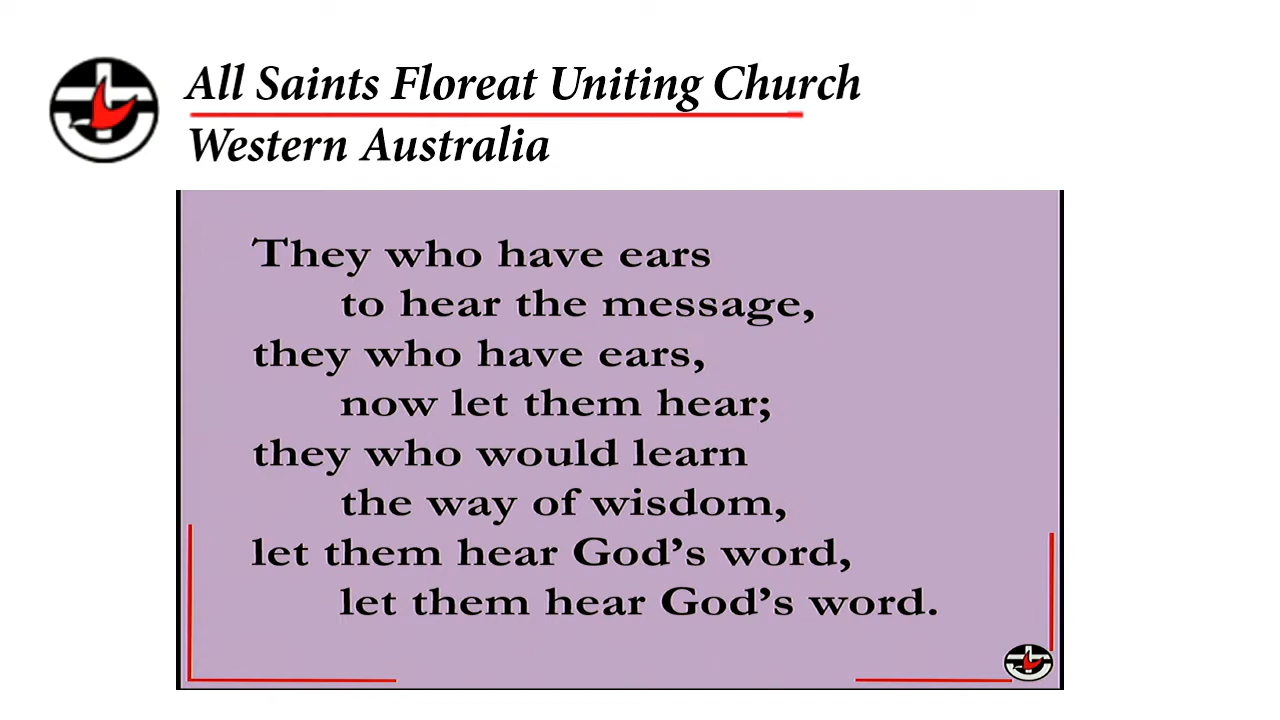 All Saints Floreat Uniting Church
Western Australia
They who have ears
to hear the message,
they who have ears,
now let them hear;
they who would learn
the way of wisdom,
let them hear God’s word,
let them hear God’s word.